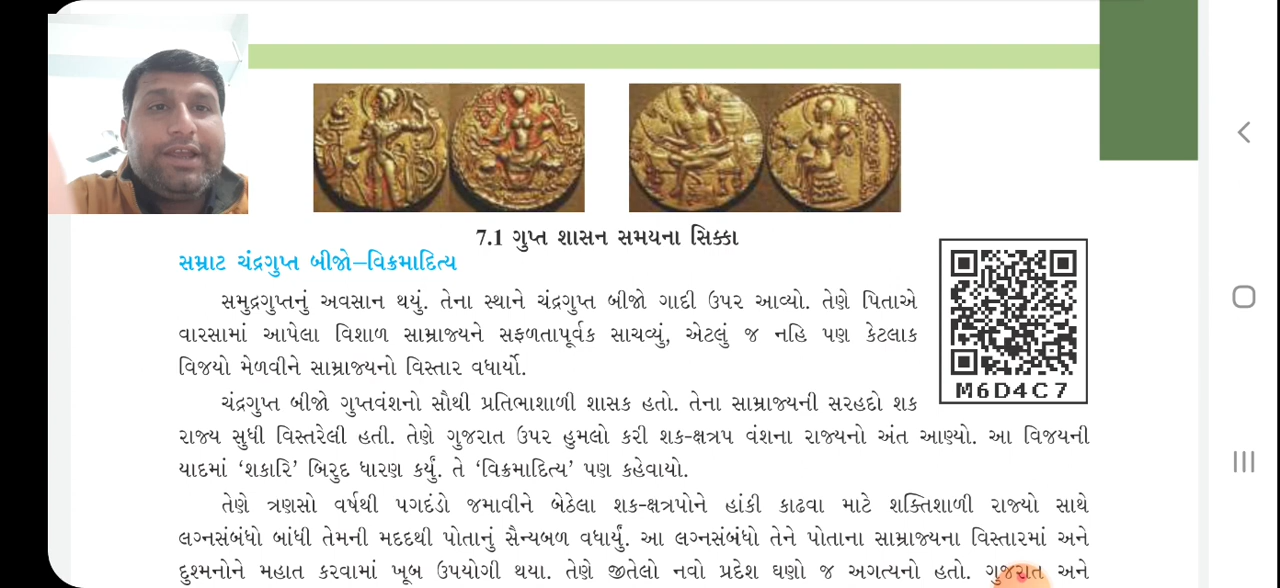 7.1 ગુપ્ત શાસન સમયના સિક્કા
સમ્રાટ ચંદ્રગુપ્ત બીજો–વિક્રમાદિત્ય
સમુદ્રગુપ્તનું અવસાન થયું. તેના સ્થાને ચંદ્રગુપ્ત બીજો ગાદી ઉપર આવ્યો. તેણે પિતાએ
વારસામાં આપેલા વિશાળ સામ્રાજ્યને સફળતાપૂર્વક સાચવ્યું, એટલું જ નહિ પણ કેટલાક
વિજયો મેળવીને સામ્રાજ્યનો વિસ્તાર વધાર્યો.
M6D4C7
ચંદ્રગુપ્ત બીજો ગુપ્તવંશનો સૌથી પ્રતિભાશાળી શાસક હતો. તેના સામ્રાજ્યની સરહદો શક
રાજ્ય સુધી વિસ્તરેલી હતી. તેણે ગુજરાત ઉપર હુમલો કરી શક-ક્ષત્રપ વંશના રાજ્યનો અંત આણ્યો. આ વિજયની
યાદમાં ‘શકારિ’ બિરુદ ધારણ કર્યું. તે ‘વિક્રમાદિત્ય’ પણ કહેવાયો.
તેણે ત્રણસો વર્ષથી પગદંડો જમાવીને બેઠેલા શક-ક્ષત્રપોને હાંકી કાઢવા માટે શક્તિશાળી રાજ્યો સાથે
લગ્નસંબંધો બાંધી તેમની મદદથી પોતાનું સૈન્યબળ વધાર્યું. આ લગ્નસંબંધો તેને પોતાના સામ્રાજ્યના વિસ્તારમાં અને
દુશ્મનોને મહાત કરવામાં ખૂબ ઉપયોગી થયા. તેણે જીતેલો નવો પ્રદેશ ઘણો જ અગત્યનો હતો. ગુજરાત અને